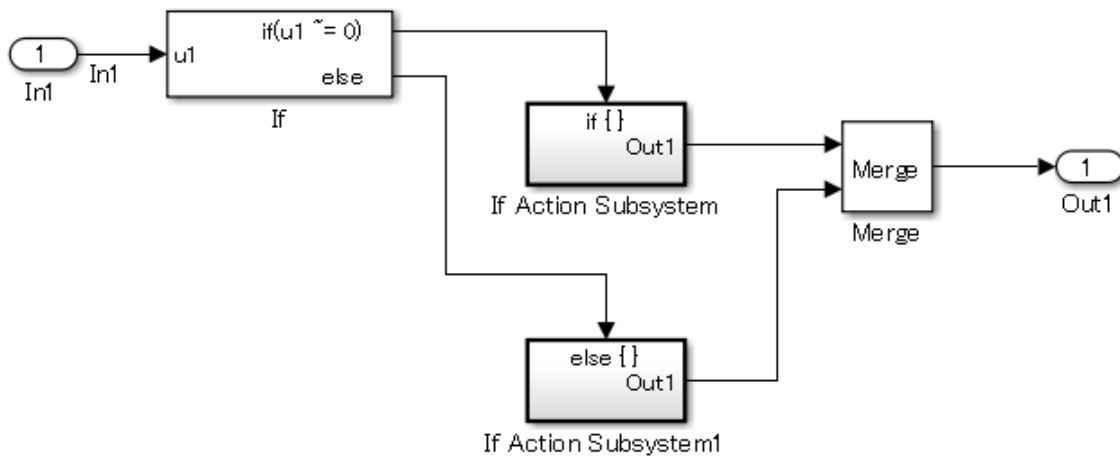 1
In1
In1
u1
if(u1 ~= 0)
else
If
if { }
Out1
If Action Subsystem
else { }
Out1
If Action Subsystem1
Merge
Merge
1
Out1